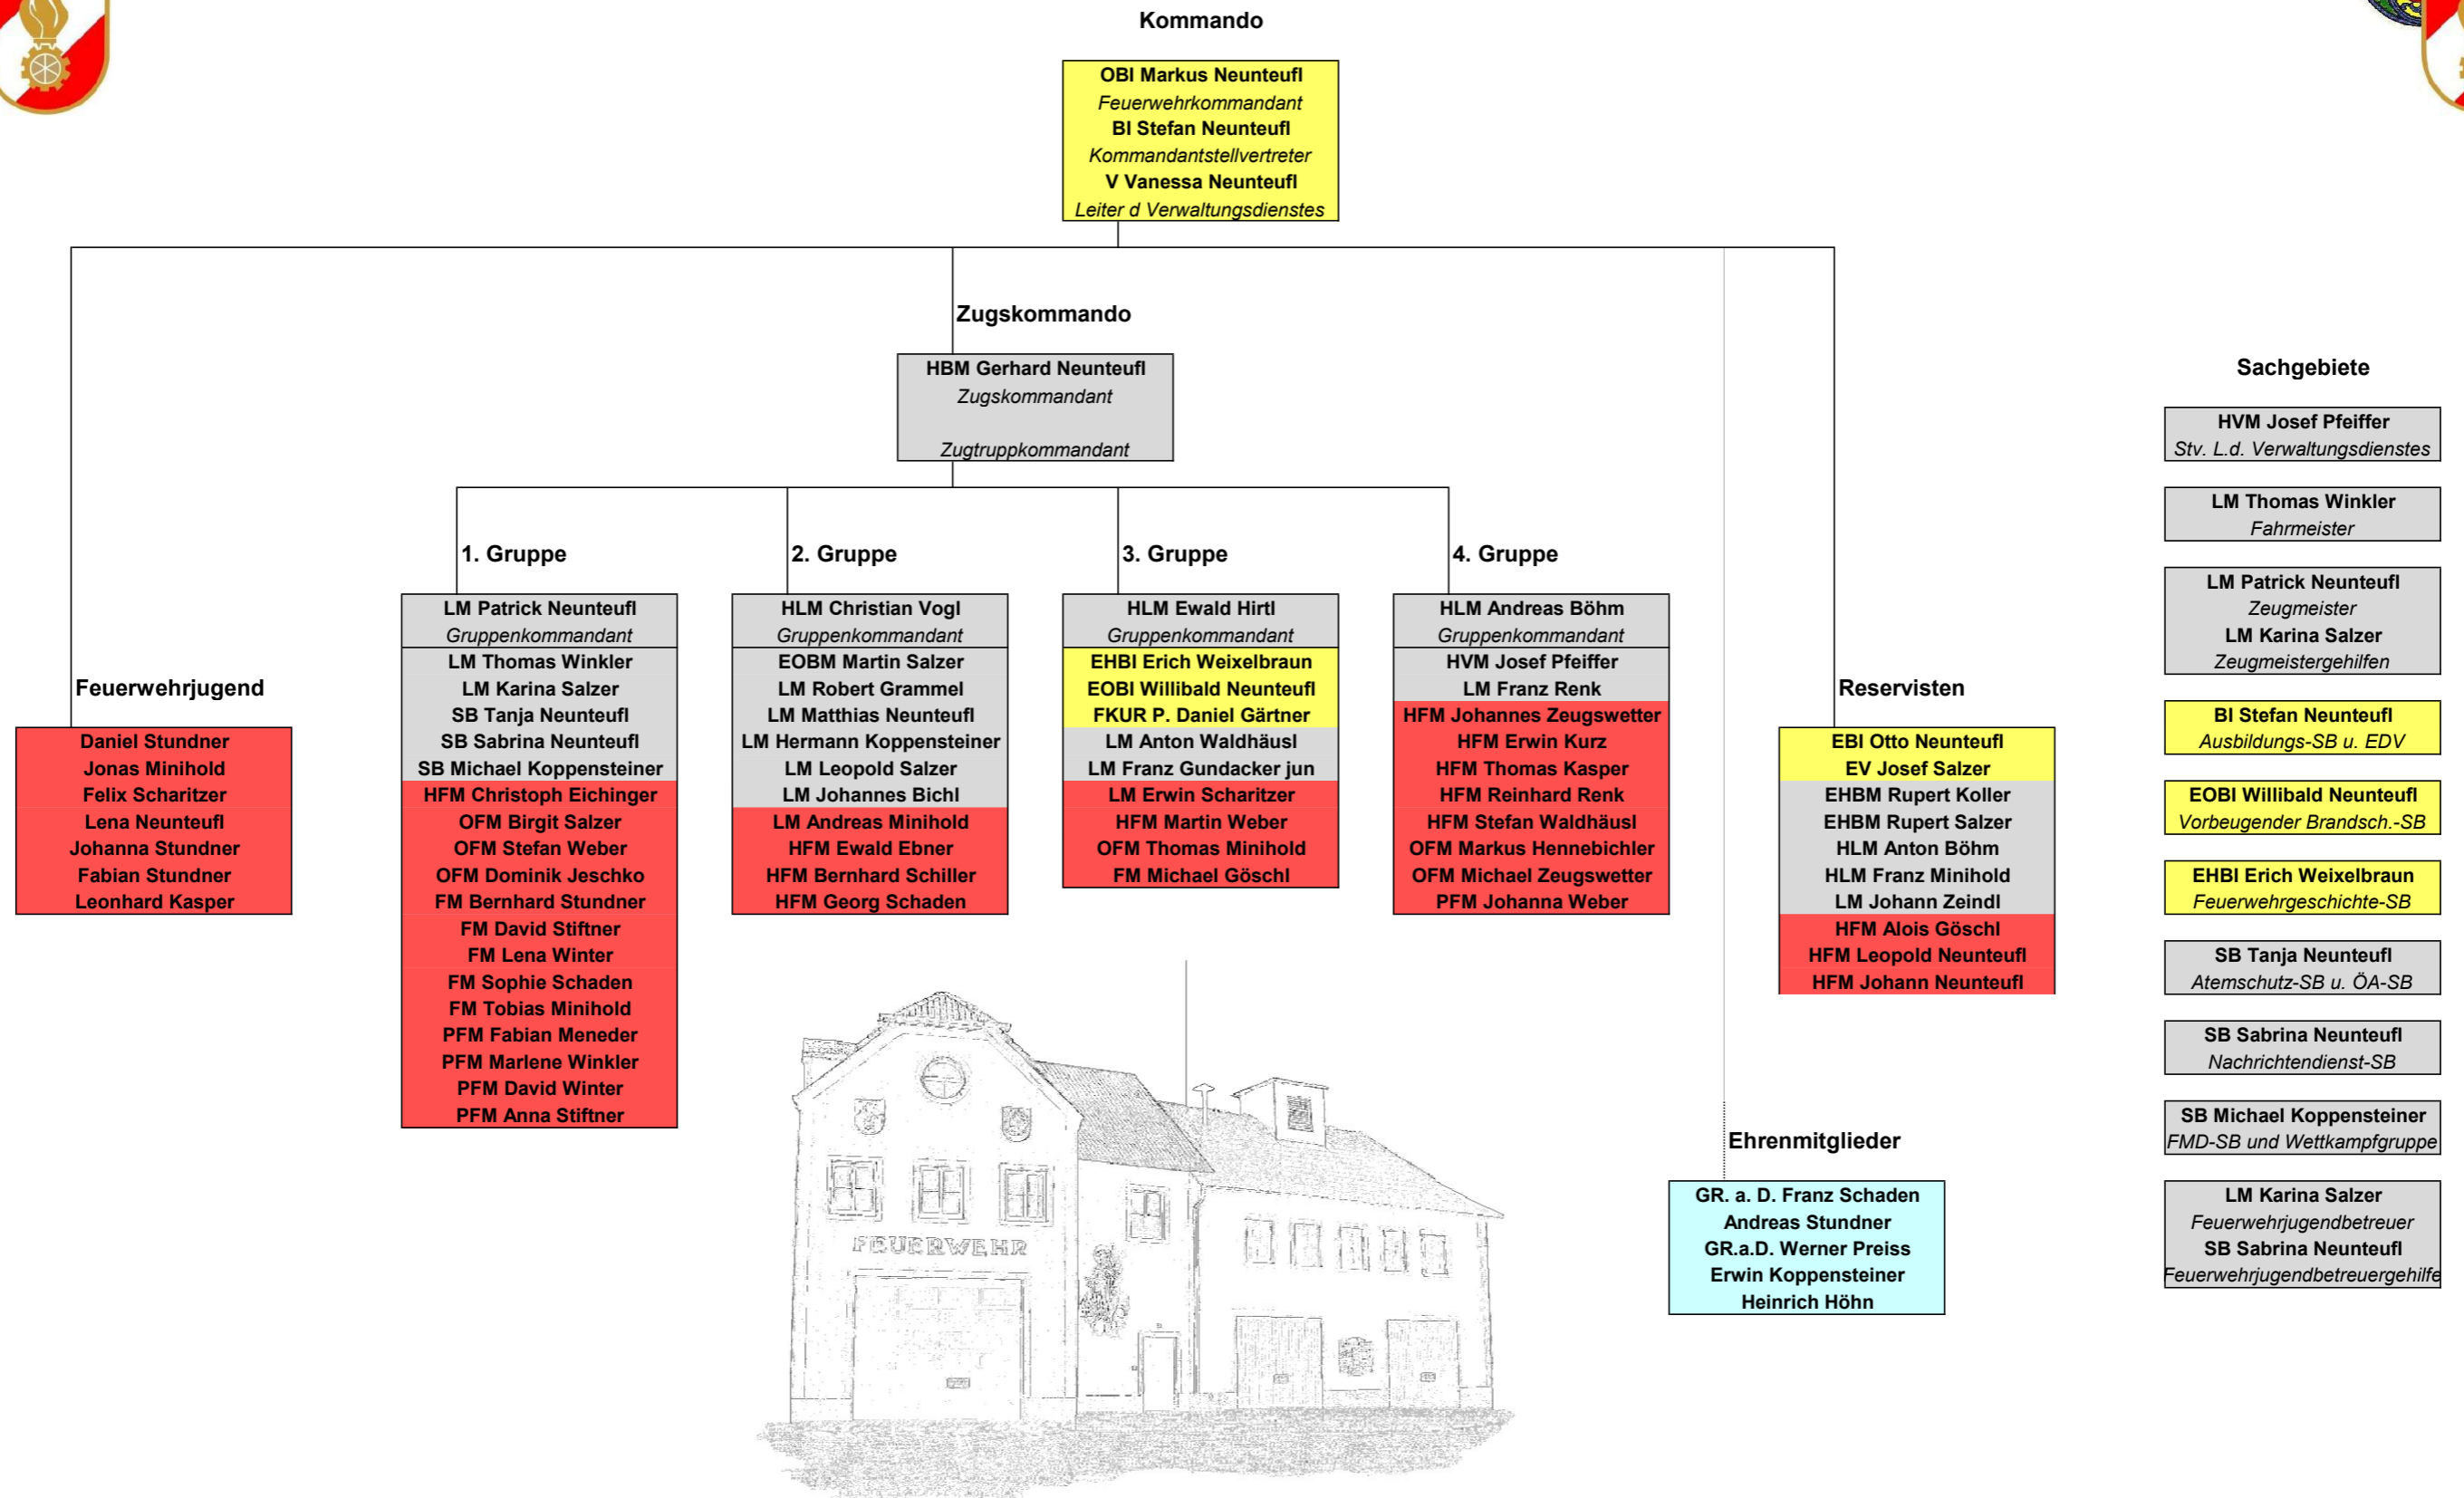 Kommando
OBI Markus Neunteufl
Feuerwehrkommandant
BI Stefan Neunteufl
Kommandantstellvertreter
V Vanessa Neunteufl
Leiter d Verwaltungsdienstes
Zugskommando
HBM Gerhard Neunteufl
Zugskommandant
Zugtruppkommandant
Feuerwehrjugend
Daniel Stundner
Jonas Minihold
Felix Scharitzer
Lena Neunteufl
Johanna Stundner
Fabian Stundner
Leonhard Kasper
1. Gruppe
LM Patrick Neunteufl
Gruppenkommandant
LM Thomas Winkler
LM Karina Salzer
SB Tanja Neunteufl
SB Sabrina Neunteufl
SB Michael Koppensteiner
HFM Christoph Eichinger
OFM Birgit Salzer
OFM Stefan Weber
OFM Dominik Jeschko
FM Bernhard Stundner
FM David Stiftner
FM Lena Winter
FM Sophie Schaden
FM Tobias Minihold
PFM Fabian Meneder
PFM Marlene Winkler
PFM David Winter
PFM Anna Stiftner
2. Gruppe
HLM Christian Vogl
Gruppenkommandant
EOBM Martin Salzer
LM Robert Grammel
LM Matthias Neunteufl
LM Hermann Koppensteiner
LM Leopold Salzer
LM Johannes Bichl
LM Andreas Minihold
HFM Ewald Ebner
HFM Bernhard Schiller
HFM Georg Schaden
3. Gruppe
HLM Ewald Hirtl
Gruppenkommandant
EHBI Erich Weixelbraun
EOBI Willibald Neunteufl
FKUR P. Daniel Gärtner
LM Anton Waldhäusl
LM Franz Gundacker jun
LM Erwin Scharitzer
HFM Martin Weber
OFM Thomas Minihold
FM Michael Göschl
4. Gruppe
HLM Andreas Böhm
Gruppenkommandant
HVM Josef Pfeiffer
LM Franz Renk
HFM Johannes Zeugswetter
HFM Erwin Kurz
HFM Thomas Kasper
HFM Reinhard Renk
HFM Stefan Waldhäusl
OFM Markus Hennebichler
OFM Michael Zeugswetter
PFM Johanna Weber
Reservisten
EBI Otto Neunteufl
EV Josef Salzer
EHBM Rupert Koller
EHBM Rupert Salzer
HLM Anton Böhm
HLM Franz Minihold
LM Johann Zeindl
HFM Alois Göschl
HFM Leopold Neunteufl
HFM Johann Neunteufl
Ehrenmitglieder
GR. a. D. Franz Schaden
Andreas Stundner
GR.a.D. Werner Preiss
Erwin Koppensteiner
Heinrich Höhn
Sachgebiete
HVM Josef Pfeiffer
Stv. L.d. Verwaltungsdienstes
LM Thomas Winkler
Fahrmeister
LM Patrick Neunteufl
Zeugmeister
LM Karina Salzer
Zeugmeistergehilfen
BI Stefan Neunteufl
Ausbildungs-SB u. EDV
EOBI Willibald Neunteufl
Vorbeugender Brandsch.-SB
EHBI Erich Weixelbraun
Feuerwehrgeschichte-SB
SB Tanja Neunteufl
Atemschutz-SB u. ÖA-SB
SB Sabrina Neunteufl
Nachrichtendienst-SB
SB Michael Koppensteiner
FMD-SB und Wettkampfgruppe
LM Karina Salzer
Feuerwehrjugendbetreuer
SB Sabrina Neunteufl
Feuerwehrjugendbetreuergehilfe
FEUERWEHR